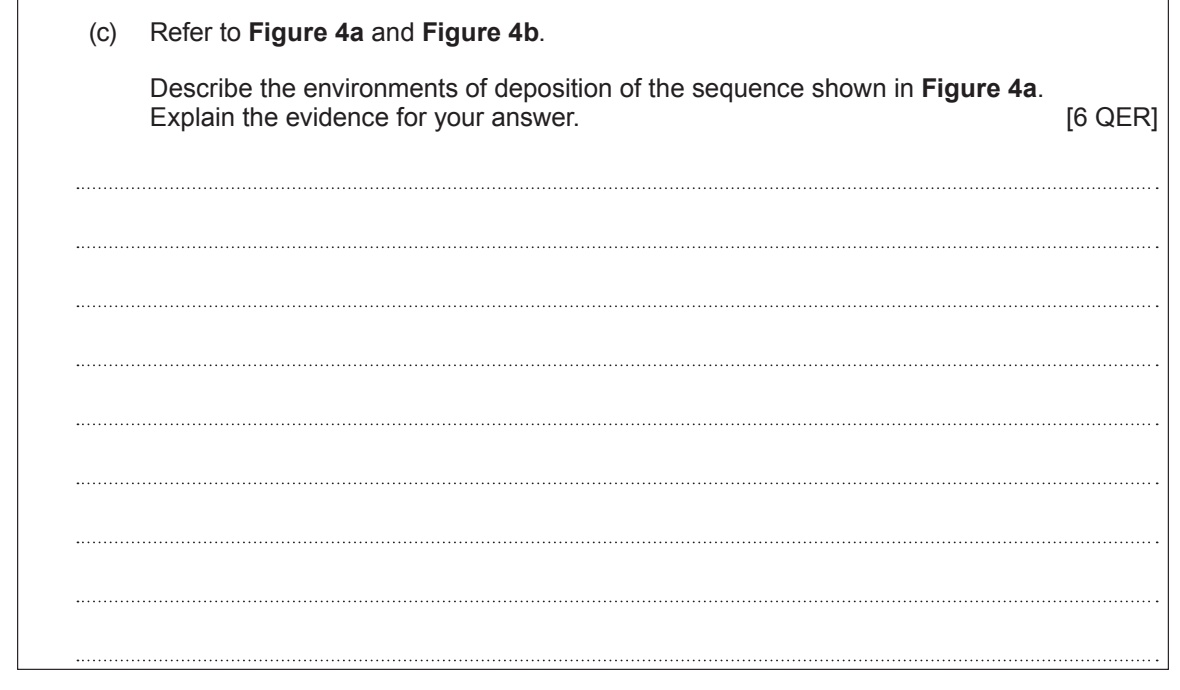 (c) Refer to Figure 4a and Figure 4b.
Describe the environments of deposition of the sequence shown in Figure 4a.
Explain the evidence for your answer. [6 QER]